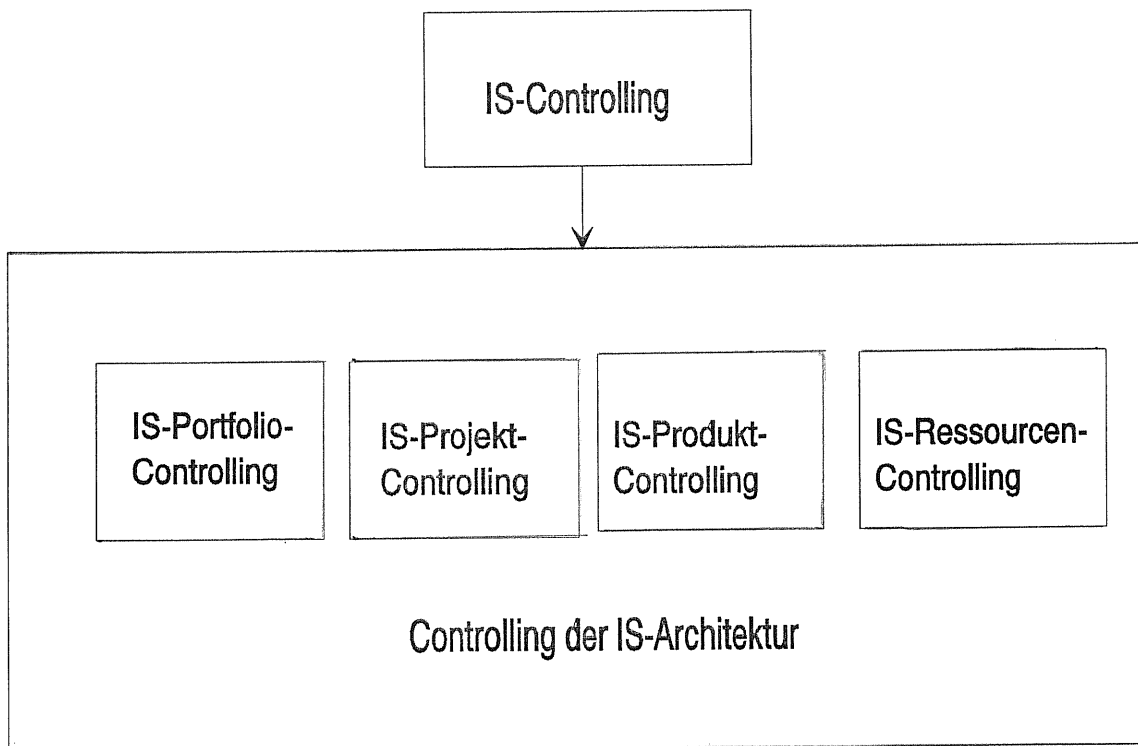 IS-Controlling
IS-Portfolio-
Controlling
IS-Projekt-
Controlling
IS-Produkt-
Controlling
IS-Ressourcen-
Controlling
Controlling der IS-Architektur